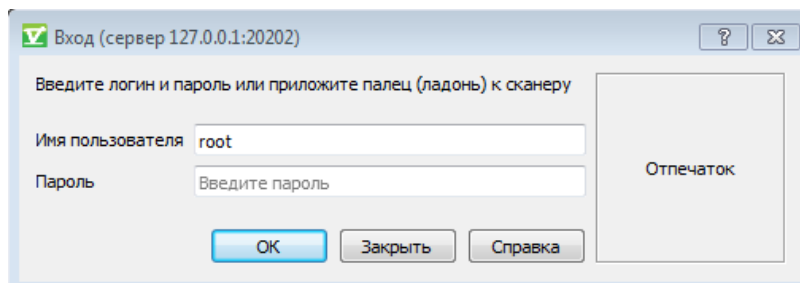 Вход (сервер 127.0.0.1:20202)
Введите логин и пароль или приложите палец (ладонь) к сканеру
Имя пользователя root
Пароль Введите пароль
Отпечаток
OK Закрыть Справка